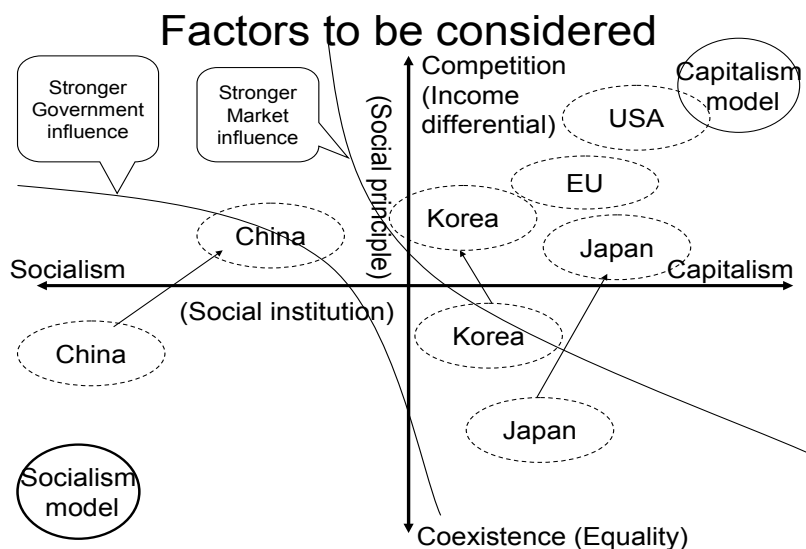 Factors to be considered
Stronger
Government
influence
Stronger
Market
influence
(Social principle)
Competition
(Income
differential)
Capitalism
model
USA
EU
Korea
China
Japan
Socialism
Capitalism
(Social institution)
Korea
China
Japan
Socialism
model
Coexistence (Equality)